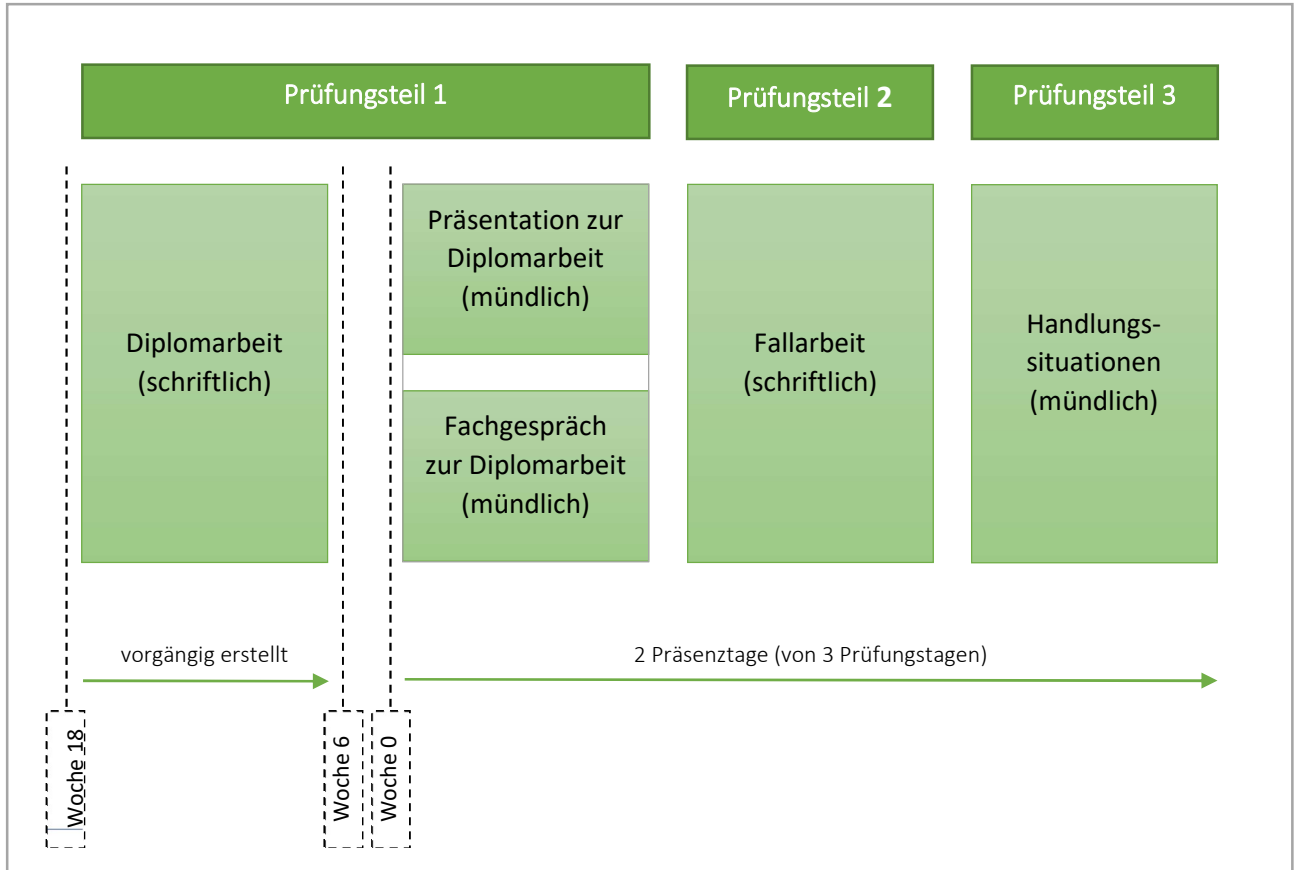 Prüfungsteil 1
Prüfungsteil 2
Prüfungsteil 3
Diplomarbeit
(schriftlich)
Präsentation zur
Diplomarbeit
(mündlich)
Fachgespräch
zur Diplomarbeit
(mündlich)
Fallarbeit
(schriftlich)
Handlungs-
situationen
(mündlich)
vorgängig erstellt
2 Präsenztage (von 3 Prüfungstagen)
Woche 18
Woche 6
Woche 0